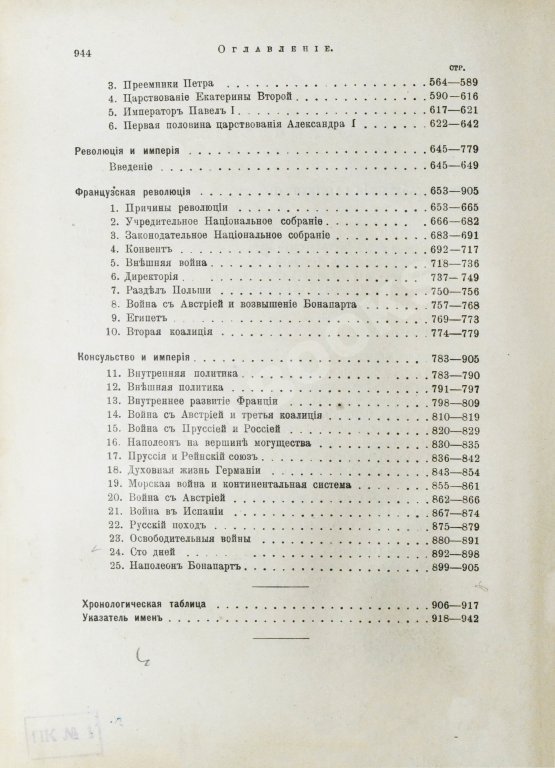 944
Оглавленіе.
СТР.
3. Преемники Петра 564—589
4. Царствованіе Екатерины Второй 590—616
5. Императоръ Павелъ I 617—621
6. Первая половина царствованія Александра I 622—642
Революція и имперія 645—779
Введеніе 645—649
Французская революція 653—905
1. Причины революціи 653—665
2. Учредительное Національное собраніе 666—682
3. Законодательное Національное собраніе 683—691
4. Конвентъ 692—717
5. Внѣшняя война 718—736
6. Директорія 737—749
7. Раздѣлъ Польши 750—756
8. Война съ Австріей и возвышеніе Бонапарта 757—768
9. Египетъ 769—773
10. Вторая коалиція 774—779
Консульство и имперія 783—905
11. Внутренняя политика 783—790
12. Внѣшняя политика 791—797
13. Внутреннее развитіе Франціи 798—809
14. Война съ Австріей и третья коалиція 810—819
15. Война съ Пруссіей и Россіей 820—829
16. Наполеонъ на вершинѣ могущества 830—835
17. Пруссія и Рейнскій союзъ 836—842
18. Духовная жизнь Германіи 843—854
19. Морская война и континентальная система 855—861
20. Война съ Австріей 862—866
21. Война въ Испаніи 867—874
22. Русскій походъ 875—879
23. Освободительныя войны 880—891
24. Сто дней 892—898
25. Наполеонъ Бонапартъ 899—905
Хронологическая таблица 906—917
Указатель именъ 918—942
ПК № 1